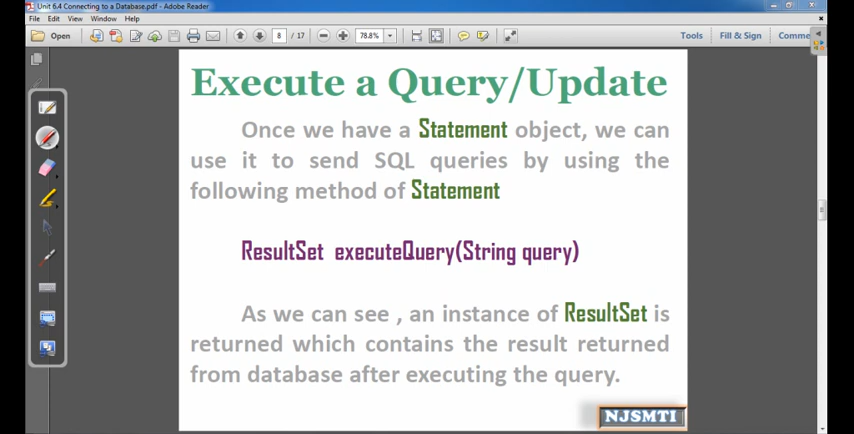 Unit 6.4 Connecting to a Database.pdf - Adobe Reader
File Edit View Window Help
Open 8 / 17 78.8% Tools Fill & Sign Comme
Execute a Query/Update
Once we have a Statement object, we can
use it to send SQL queries by using the
following method of Statement
ResultSet executeQuery(String query)
As we can see , an instance of ResultSet is
returned which contains the result returned
from database after executing the query.
NJSMTI